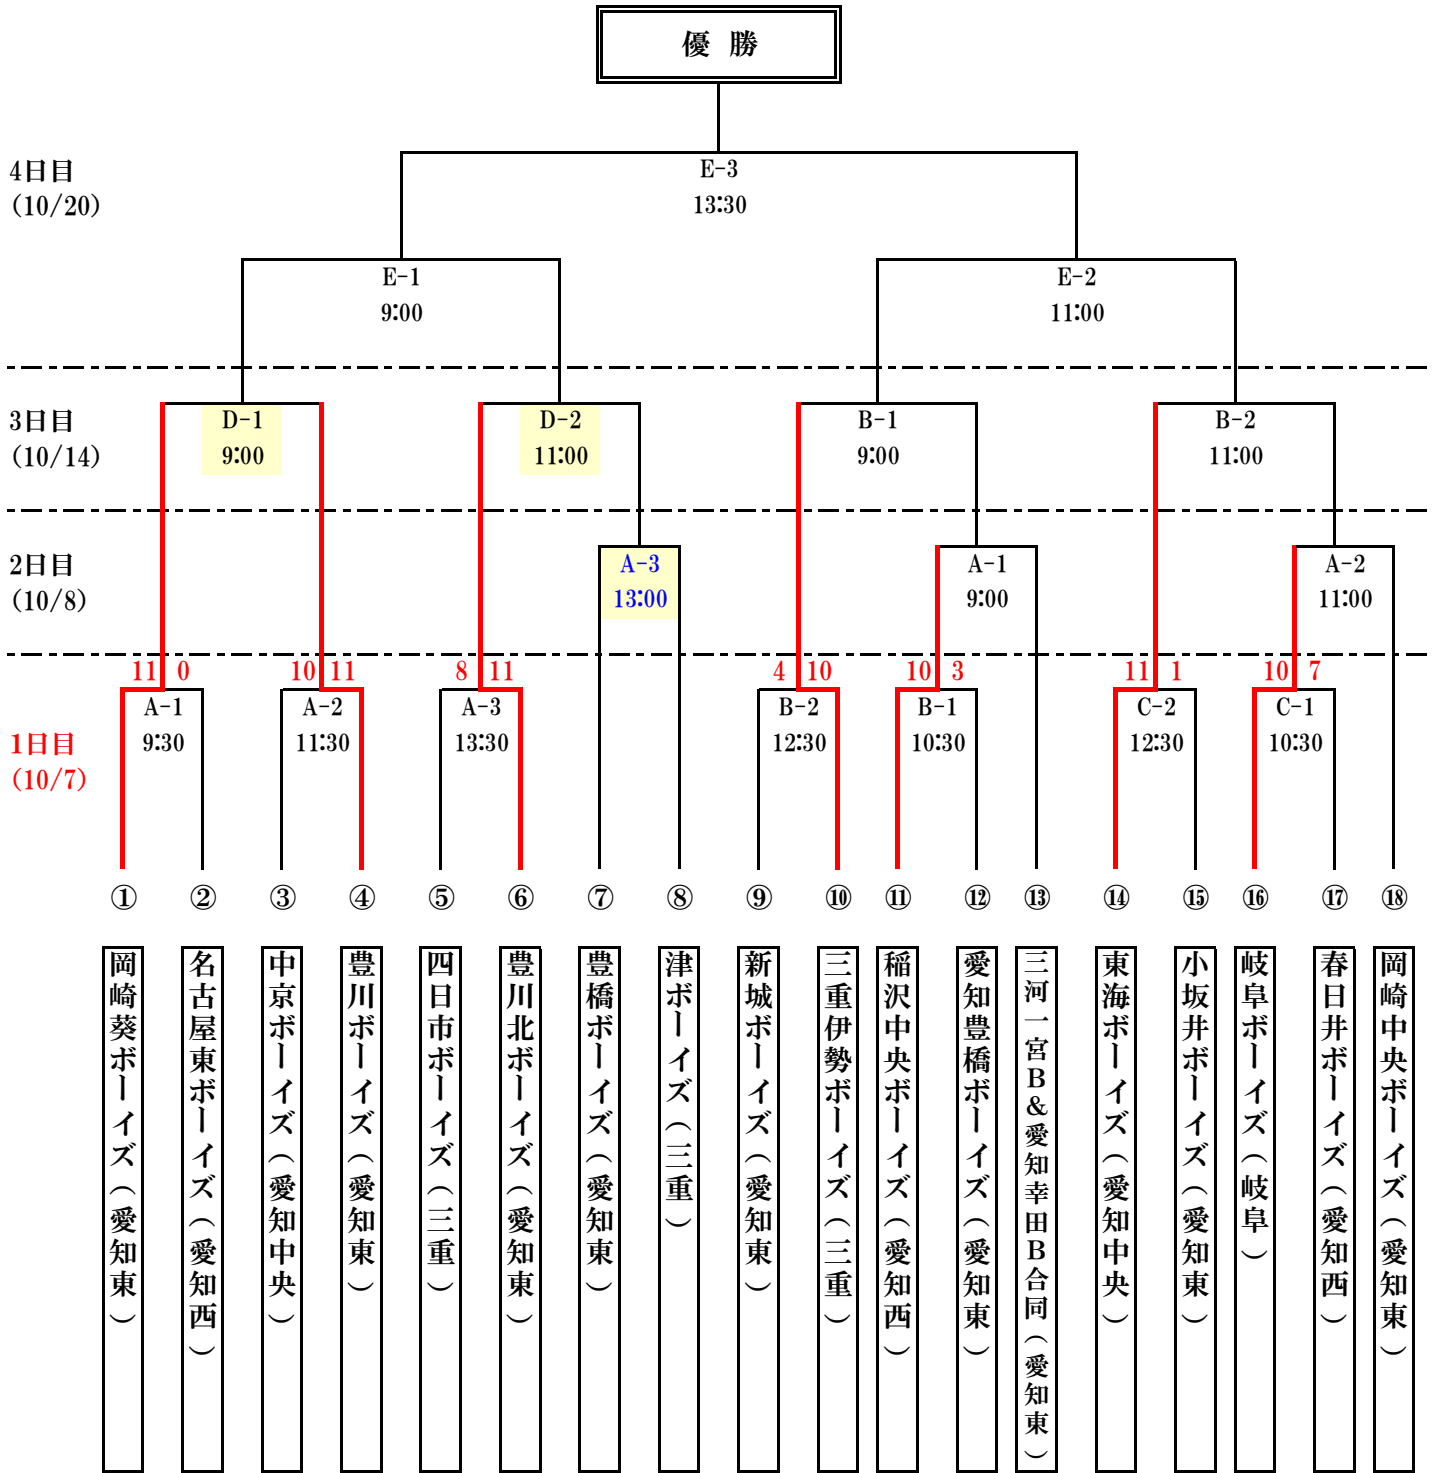 優 勝
4日目
(10/20)
E-3
13:30
E-1
9:00
E-2
11:00
3日目
(10/14)
D-1
9:00
D-2
11:00
B-1
9:00
B-2
11:00
2日目
(10/8)
A-3
13:00
A-1
9:00
A-2
11:00
11 0
10 11
8 11
4 10
10 3
11 1
10 7
1日目
(10/7)
A-1
9:30
A-2
11:30
A-3
13:30
B-2
12:30
B-1
10:30
C-2
12:30
C-1
10:30
① ② ③ ④ ⑤ ⑥ ⑦ ⑧ ⑨ ⑩ ⑪ ⑫ ⑬ ⑭ ⑮ ⑯ ⑰ ⑱
岡崎葵ボーイズ(愛知東)
名古屋東ボーイズ(愛知西)
中京ボーイズ(愛知中央)
豊川ボーイズ(愛知東)
四日市ボーイズ(三重)
豊川北ボーイズ(愛知東)
豊橋ボーイズ(愛知東)
津ボーイズ(三重)
新城ボーイズ(愛知東)
三重伊勢ボーイズ(三重)
稲沢中央ボーイズ(愛知西)
愛知豊橋ボーイズ(愛知東)
三河一宮B&愛知幸田B合同(愛知東)
東海ボーイズ(愛知中央)
小坂井ボーイズ(愛知東)
岐阜ボーイズ(岐阜)
春日井ボーイズ(愛知西)
岡崎中央ボーイズ(愛知東)